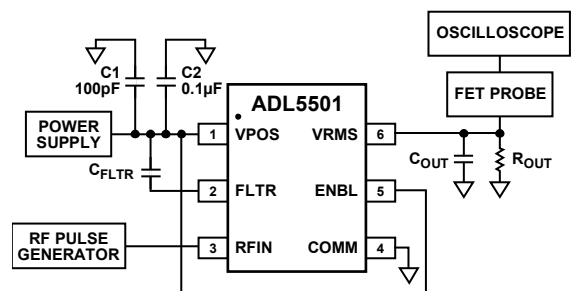 OSCILLOSCOPE
C1
100pF
C2
0.1µF
FET PROBE
ADL5501
POWER
SUPPLY
1 VPOS VRMS 6
C_FLTR
C_OUT
R_OUT
2 FLTR ENBL 5
RF PULSE
GENERATOR
3 RFIN COMM 4